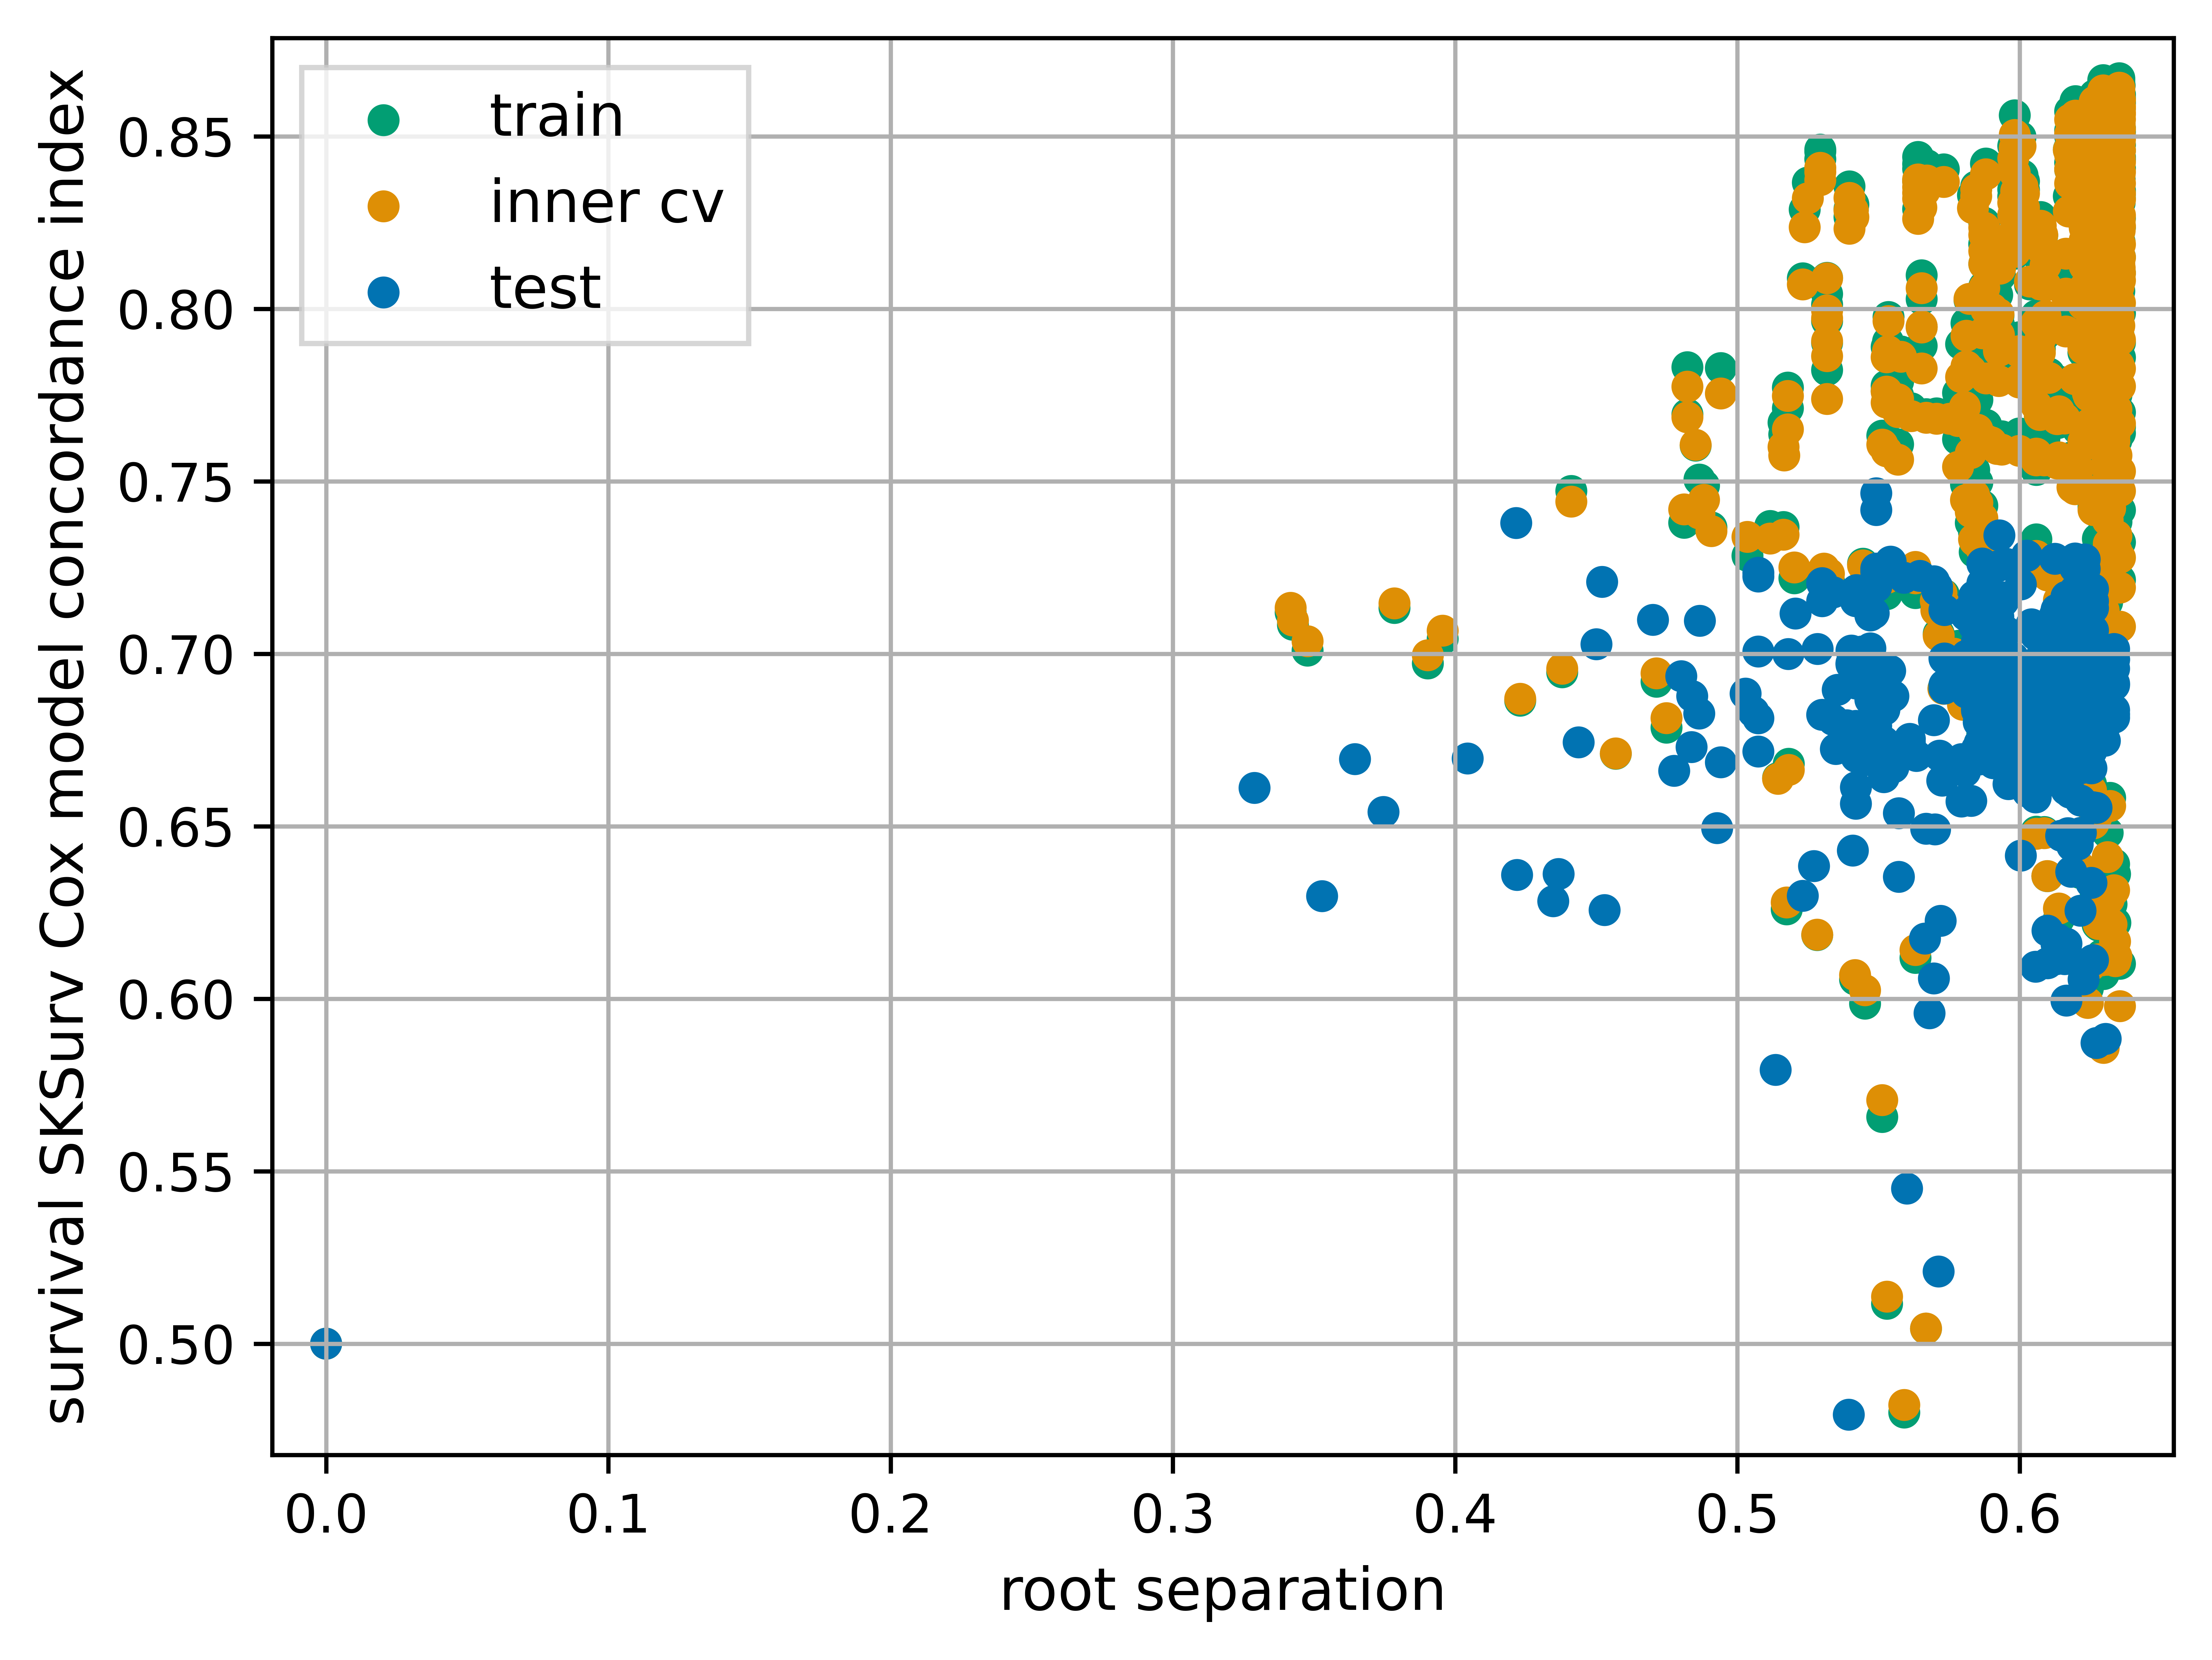 survival SKSurv Cox model concordance index
train
inner cv
test
0.85
0.80
0.75
0.70
0.65
0.60
0.55
0.50
0.0 0.1 0.2 0.3 0.4 0.5 0.6
root separation